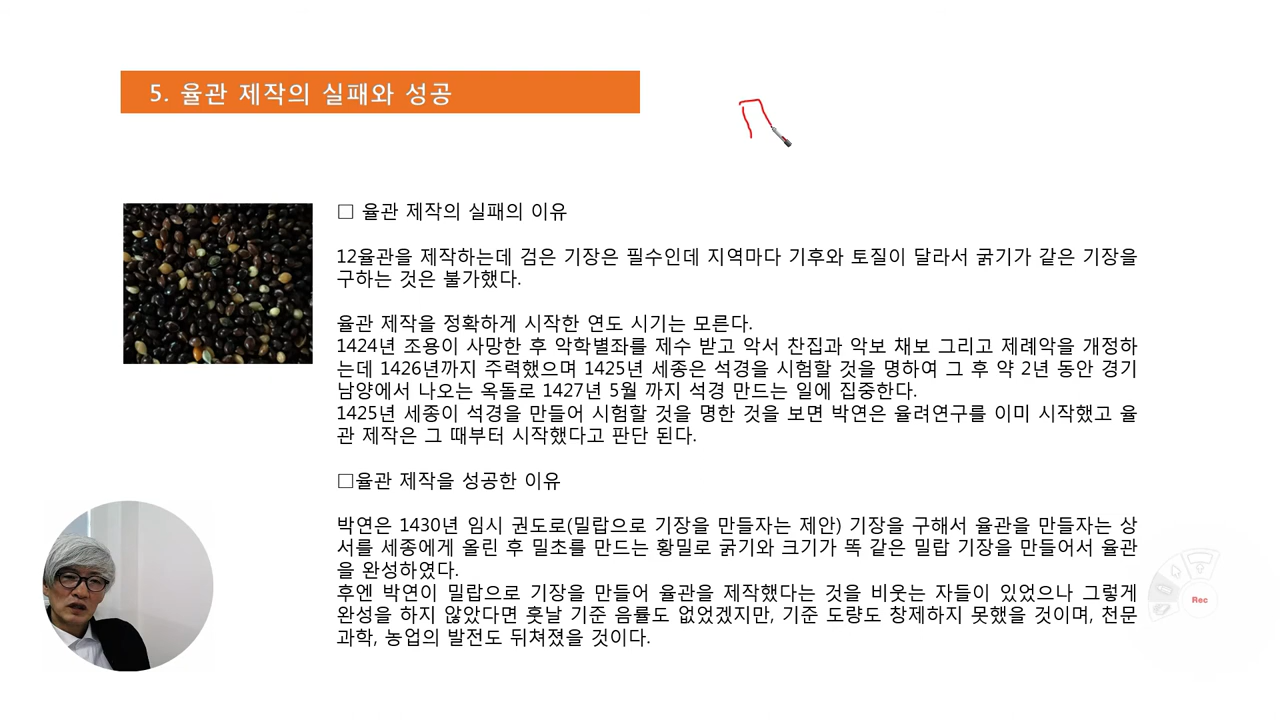 5. 율관 제작의 실패와 성공
□ 율관 제작의 실패의 이유
12율관을 제작하는데 검은 기장은 필수인데 지역마다 기후와 토질이 달라서 굵기가 같은 기장을
구하는 것은 불가했다.
율관 제작을 정확하게 시작한 연도 시기는 모른다.
1424년 조용이 사망한 후 악학별좌를 제수 받고 악서 찬집과 악보 채보 그리고 제례악을 개정하
는데 1426년까지 주력했으며 1425년 세종은 석경을 시험할 것을 명하여 그 후 약 2년 동안 경기
남양에서 나오는 옥돌로 1427년 5월 까지 석경 만드는 일에 집중한다.
1425년 세종이 석경을 만들어 시험할 것을 명한 것을 보면 박연은 율려연구를 이미 시작했고 율
관 제작은 그 때부터 시작했다고 판단 된다.
□율관 제작을 성공한 이유
박연은 1430년 임시 권도로(밀랍으로 기장을 만들자는 제안) 기장을 구해서 율관을 만들자는 상
서를 세종에게 올린 후 밀초를 만드는 황밀로 굵기와 크기가 똑 같은 밀랍 기장을 만들어서 율관
을 완성하였다.
후엔 박연이 밀랍으로 기장을 만들어 율관을 제작했다는 것을 비웃는 자들이 있었으나 그렇게
완성을 하지 않았다면 훗날 기준 음률도 없었겠지만, 기준 도량도 창제하지 못했을 것이며, 천문
과학, 농업의 발전도 뒤쳐졌을 것이다.
Rec